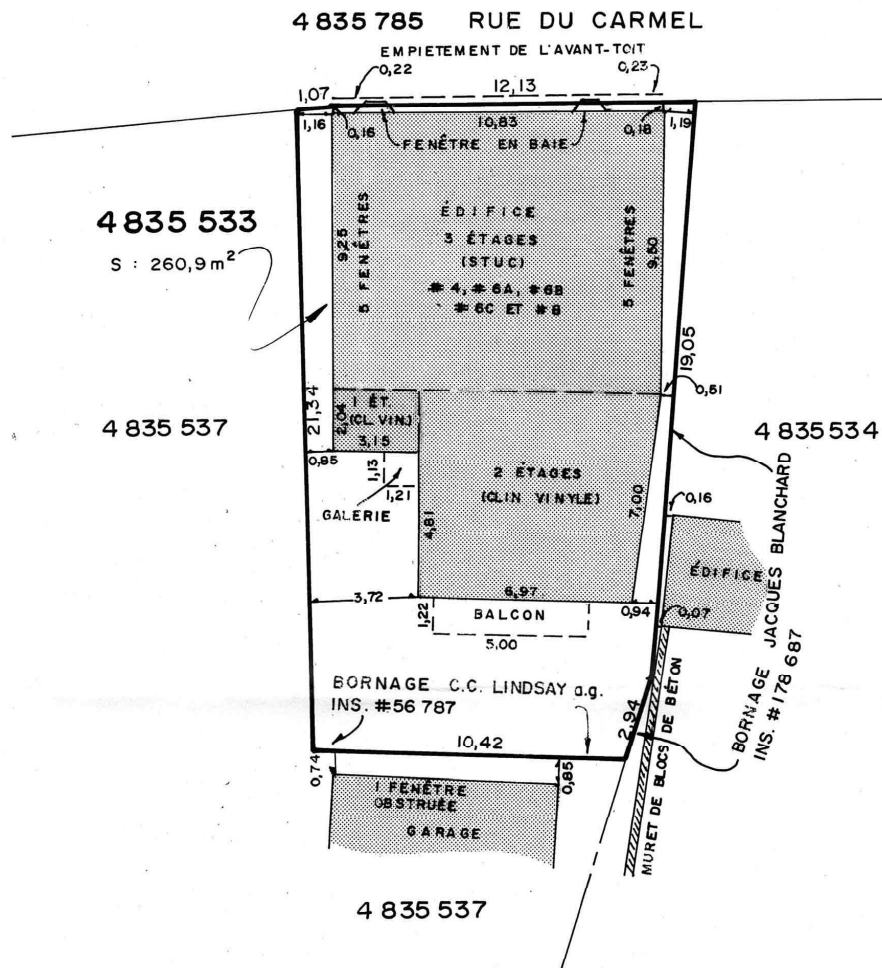 4 835 785 RUE DU CARMEL
EMPIETEMENT DE L'AVANT-TOIT
0,22
0,23
1,07
12,13
1,16
0,16
10,83
0,18
1,19
FENÊTRE EN BAIE
4 835 533
S : 260,9 m²
9,25
5 FENÊTRES
ÉDIFICE
3 ÉTAGES
(STUC)
# 4, # 6A, # 6B
# 6C ET # 8
5 FENÊTRES
9,50
19,05
0,51
21,34
2,04
1 ÉT.
(CL. VIN.)
3,15
4 835 537
4 835 534
0,85
1,13
1,21
GALERIE
4,81
2 ÉTAGES
(CLIN VINYLE)
7,00
0,16
ÉDIFICE
0,07
3,72
6,97
0,94
1,22
BALCON
5,00
BORNAGE JACQUES BLANCHARD
INS. # 178 687
BORNAGE C.C. LINDSAY a.g.
INS. #56 787
2,94
MURET DE BLOCS DE BÉTON
10,42
0,74
0,85
1 FENÊTRE
OBSTRUÉE
GARAGE
4 835 537